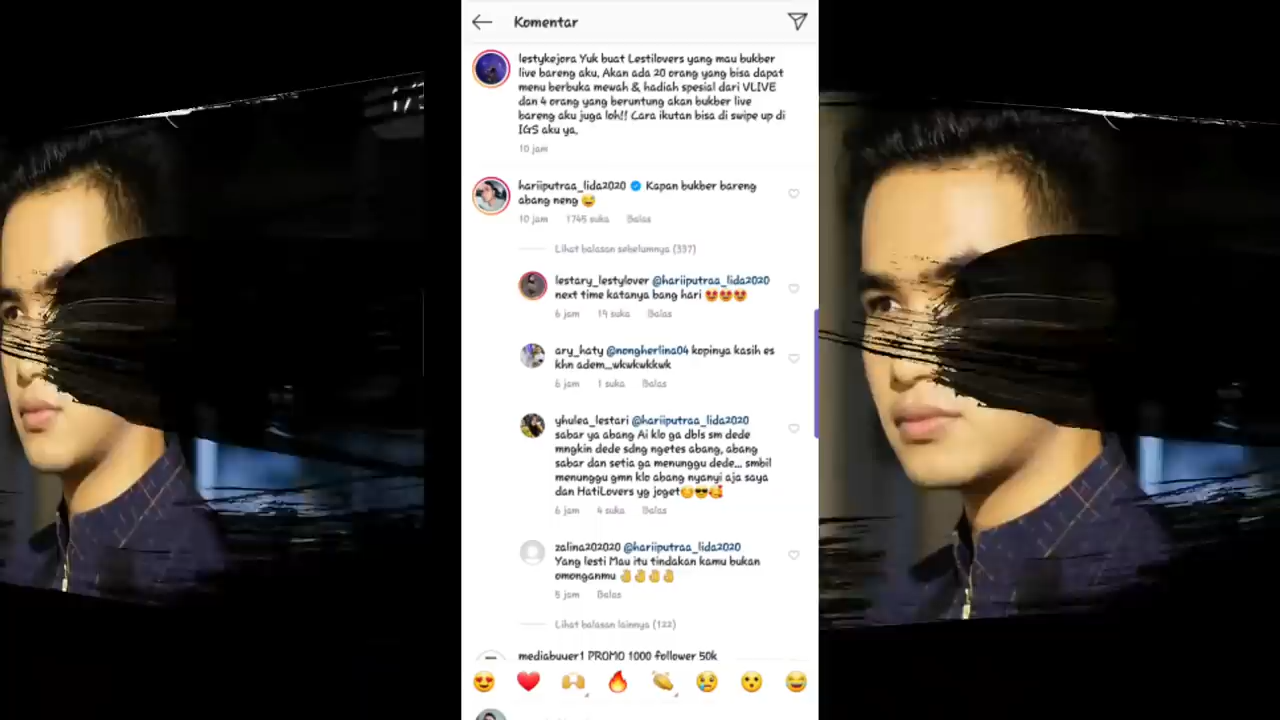 Komentar
lestykejora Yuk buat Lestilovers yang mau bukber
live bareng aku, Akan ada 20 orang yang bisa dapat
menu berbuka mewah & hadiah spesial dari VLIVE
dan 4 orang yang beruntung akan bukber live
bareng aku juga loh!! Cara ikutan bisa di swipe up di
IGS aku ya,
10 jam
hariiputraa_lida2020 Kapan bukber bareng
abang neng 😅
10 jam 1745 suka Balas
Lihat balasan sebelumnya (337)
lestary_lestylover @hariiputraa_lida2020
next time katanya bang hari 😍😍😍
6 jam 19 suka Balas
ary_haty @nongherlina04 kopinya kasih es
khn adem,,,wkwkwkkwk
6 jam 1 suka Balas
yhulea_lestari @hariiputraa_lida2020
sabar ya abang Ai klo ga dbls sm dede
mngkin dede sdng ngetes abang, abang
sabar dan setia ga menunggu dede,,, smbil
menunggu gmn klo abang nyanyi aja saya
dan HatiLovers yg joget☺️😎🥰
6 jam 4 suka Balas
zalina202020 @hariiputraa_lida2020
Yang lesti Mau itu tindakan kamu bukan
omonganmu 🤚🤚🤚🤚
5 jam Balas
Lihat balasan lainnya (122)
mediabuyer1 PROMO 1000 follower 50k